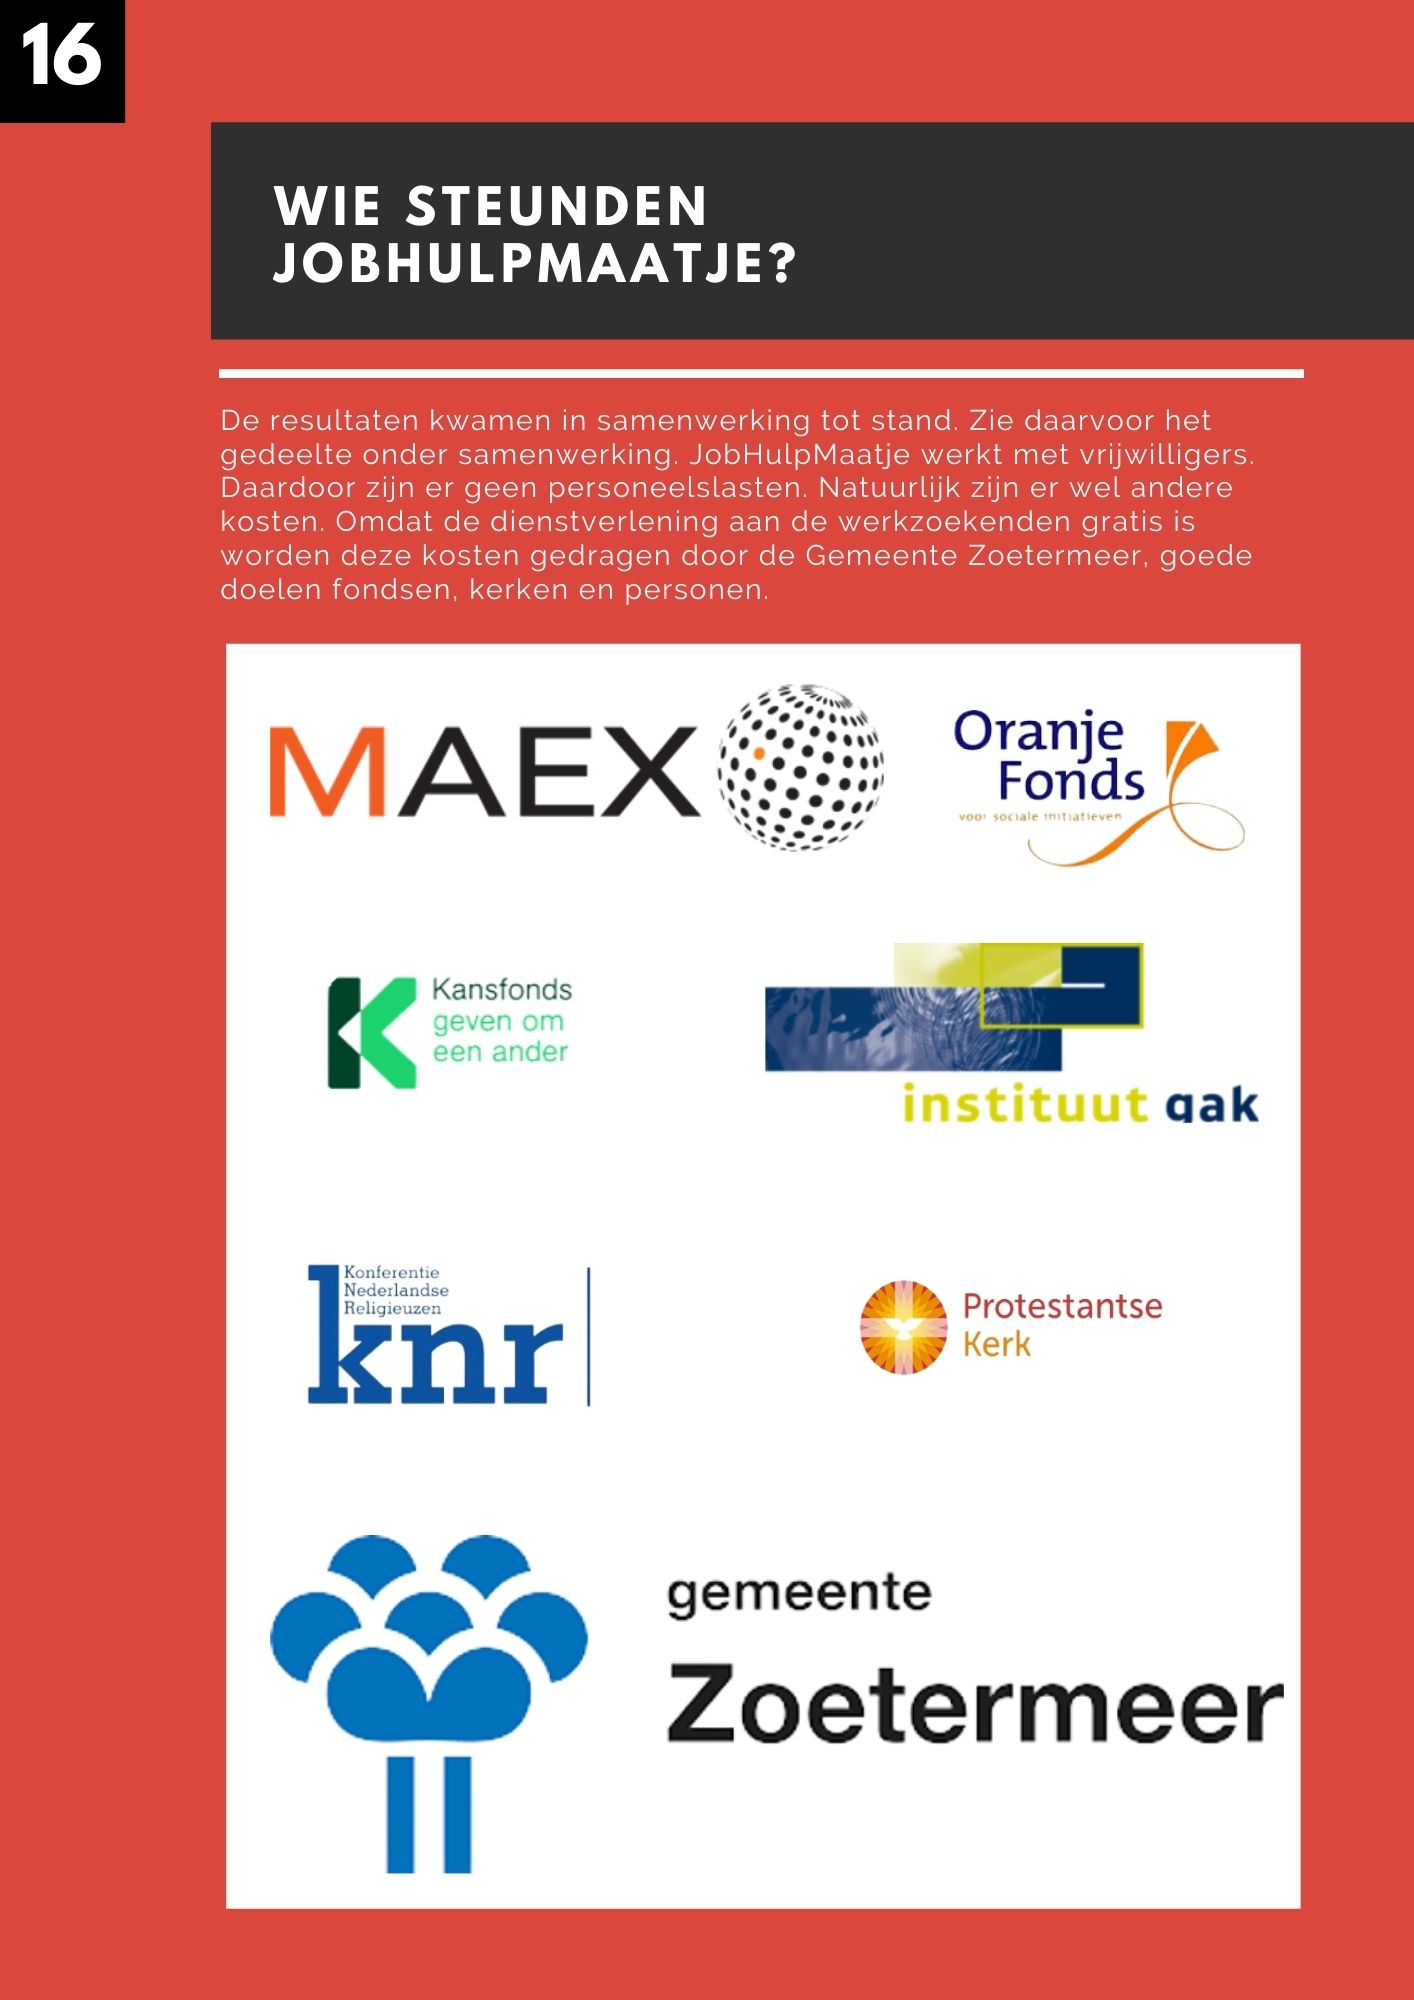 16
WIE STEUNDEN
JOBHULPMAATJE?
De resultaten kwamen in samenwerking tot stand. Zie daarvoor het
gedeelte onder samenwerking. JobHulpMaatje werkt met vrijwilligers.
Daardoor zijn er geen personeelslasten. Natuurlijk zijn er wel andere
kosten. Omdat de dienstverlening aan de werkzoekenden gratis is
worden deze kosten gedragen door de Gemeente Zoetermeer, goede
doelen fondsen, kerken en personen.
MAEX
Oranje
Fonds
voor sociale initiatieven
Kansfonds
geven om
een ander
instituut gak
Konferentie
Nederlandse
Religieuzen
knr
Protestantse
Kerk
gemeente
Zoetermeer